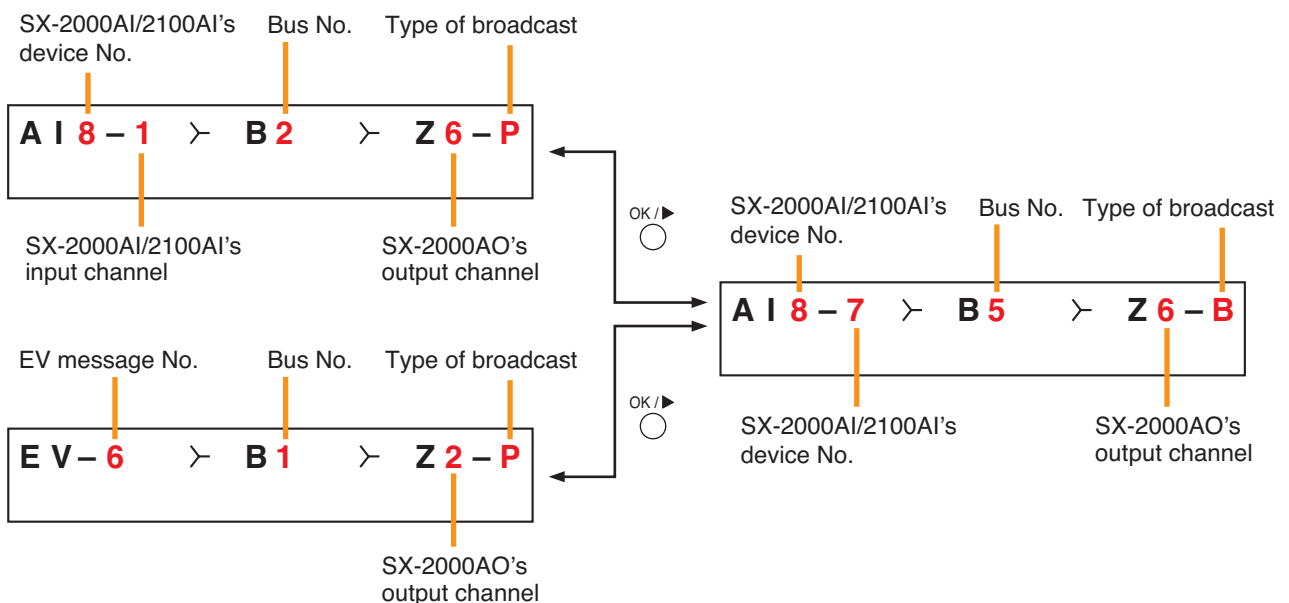 SX-2000AI/2100AI's
device No.
Bus No.
Type of broadcast
A I 8 – 1 > B 2 > Z 6 – P
SX-2000AI/2100AI's
input channel
SX-2000AO's
output channel
OK / ▶
SX-2000AI/2100AI's
device No.
Bus No.
Type of broadcast
A I 8 – 7 > B 5 > Z 6 – B
SX-2000AI/2100AI's
device No.
SX-2000AO's
output channel
EV message No.
Bus No.
Type of broadcast
OK / ▶
E V – 6 > B 1 > Z 2 – P
SX-2000AO's
output channel